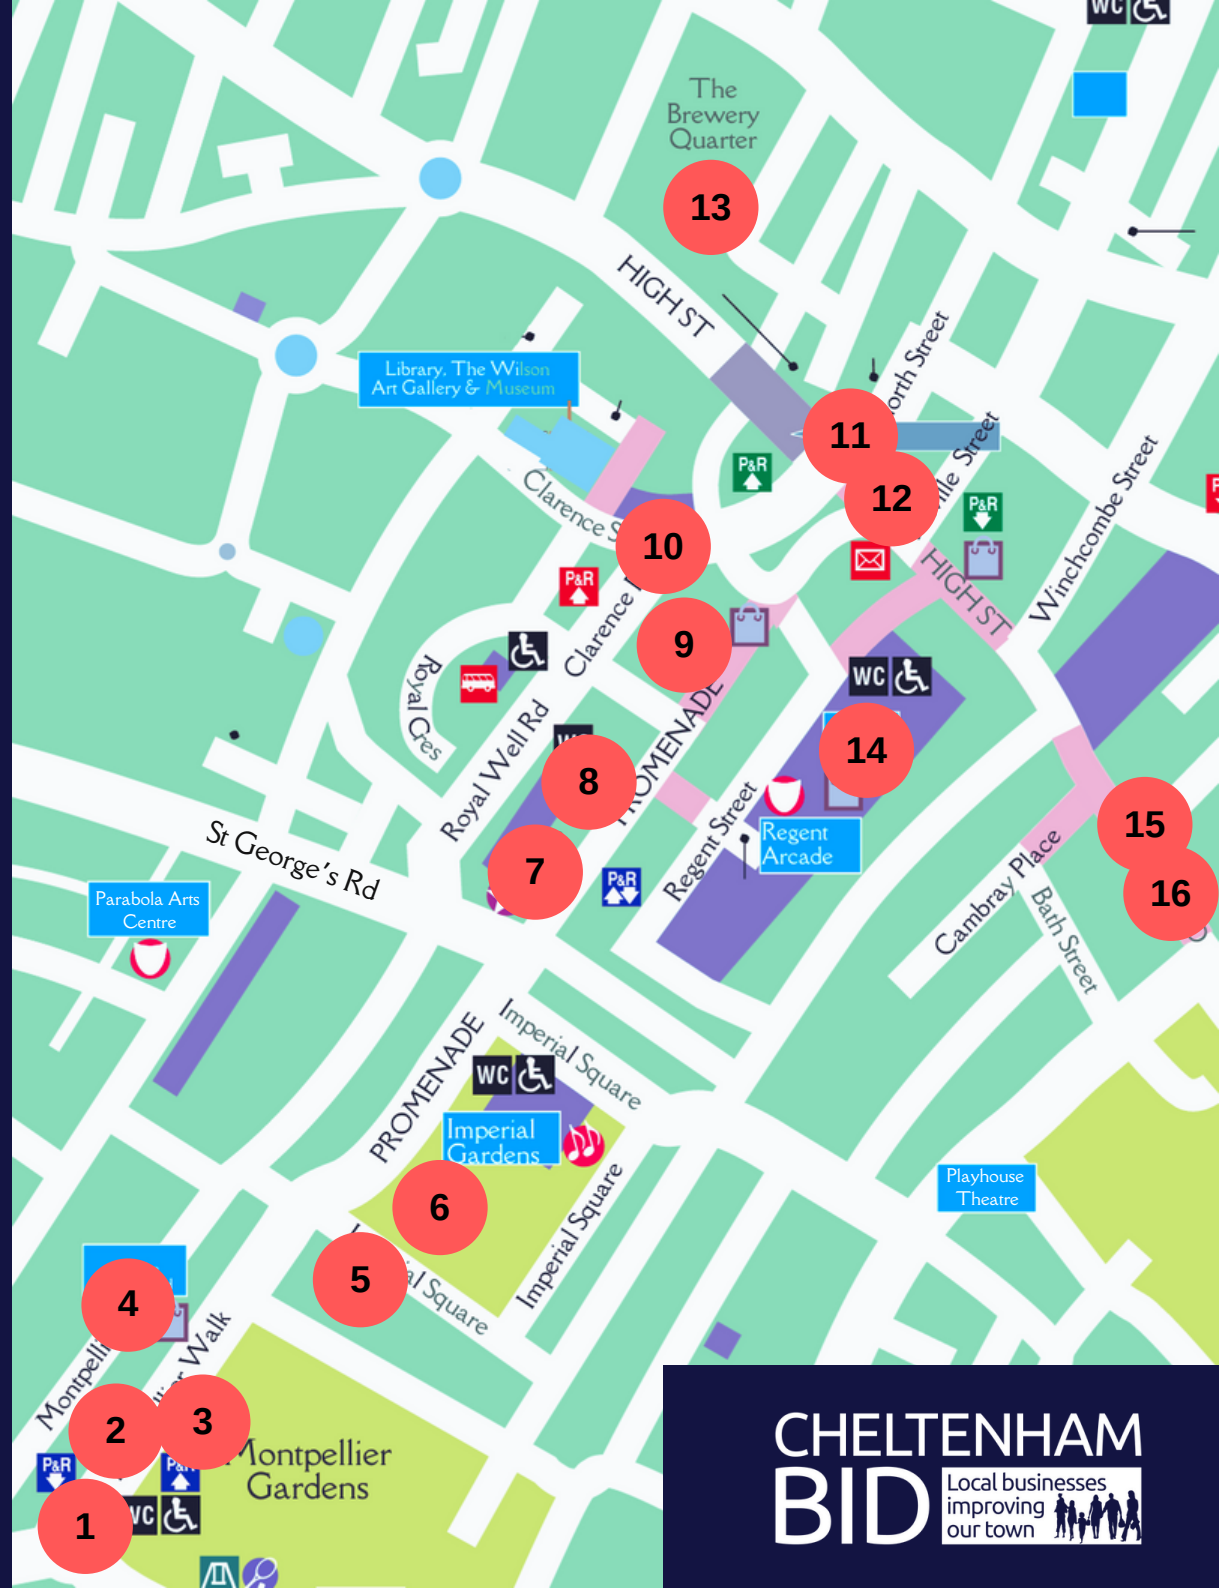 WC
The
Brewery
Quarter
13
HIGH ST
Library. The Wilson
Art Gallery & Museum
Street
11
Street
P&R
12
P&R
Winchcombe Street
Clarence
10
HIGH ST
P&R
Clarence
9
Royal Cres
WC
PROMENADE
Royal Well Rd
8
14
Regent Street
Regent
Arcade
15
St George's Rd
7
P&R
Cambray Place
16
Bath Street
Parabola Arts
Centre
Imperial Square
PROMENADE
WC
Imperial
Gardens
Playhouse
Theatre
6
Imperial Square
5
Square
4
Walk
2
3
Montpellier
Gardens
P&R
1
WC
CHELTENHAM
BID
Local businesses
improving
our town